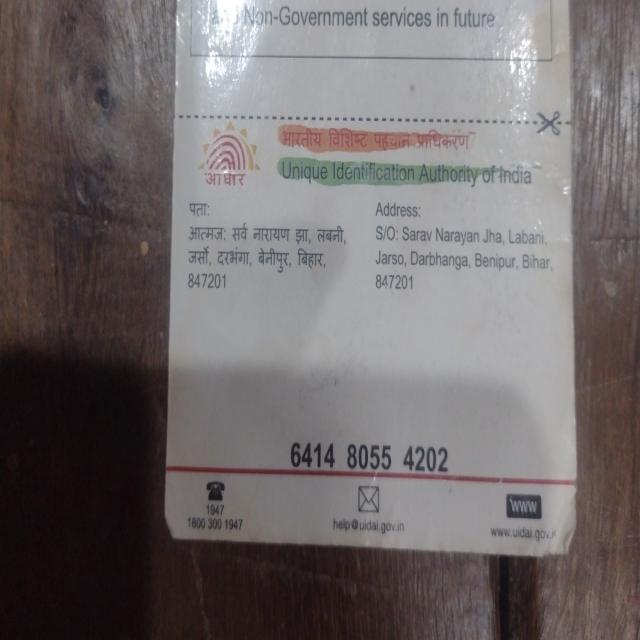 Non-Government services in future
भारतीय विशिष्ट पहचान प्राधिकरण
Unique Identification Authority of India
आधार
पता:
आत्मज: सर्व नारायण झा, लबनी,
जर्सो, दरभंगा, बेनीपुर, बिहार,
847201
Address:
S/O: Sarav Narayan Jha, Labani,
Jarso, Darbhanga, Benipur, Bihar,
847201
6414 8055 4202
1947
1800 300 1947
help@uidai.gov.in
WWW
www.uidai.gov.